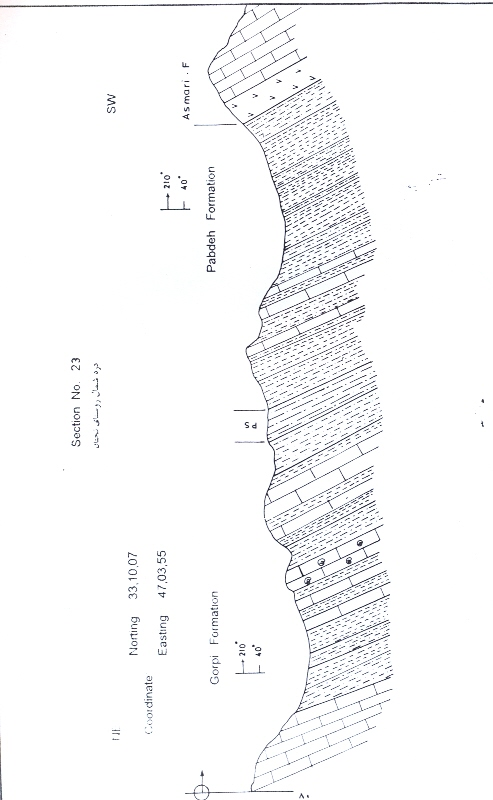 Section No. 23
NE
SW
Coordinate
Norting 33,10,07
Easting 47,03,55
Gorpi Formation
210°
40°
Pabdeh Formation
210°
40°
Asmari . F
PS